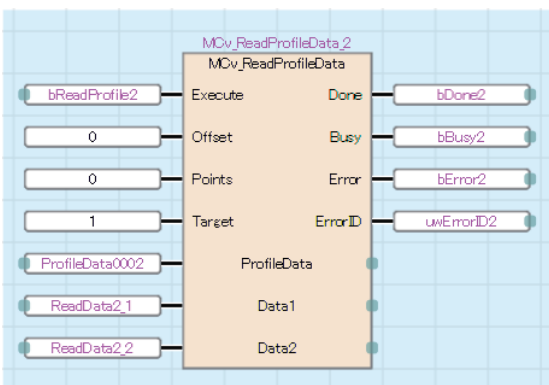 MCv_ReadProfileData_2
MCv_ReadProfileData
bReadProfile2 Execute Done bDone2
0 Offset Busy bBusy2
0 Points Error bError2
1 Target ErrorID uwErrorID2
ProfileData0002 ProfileData
ReadData2_1 Data1
ReadData2_2 Data2